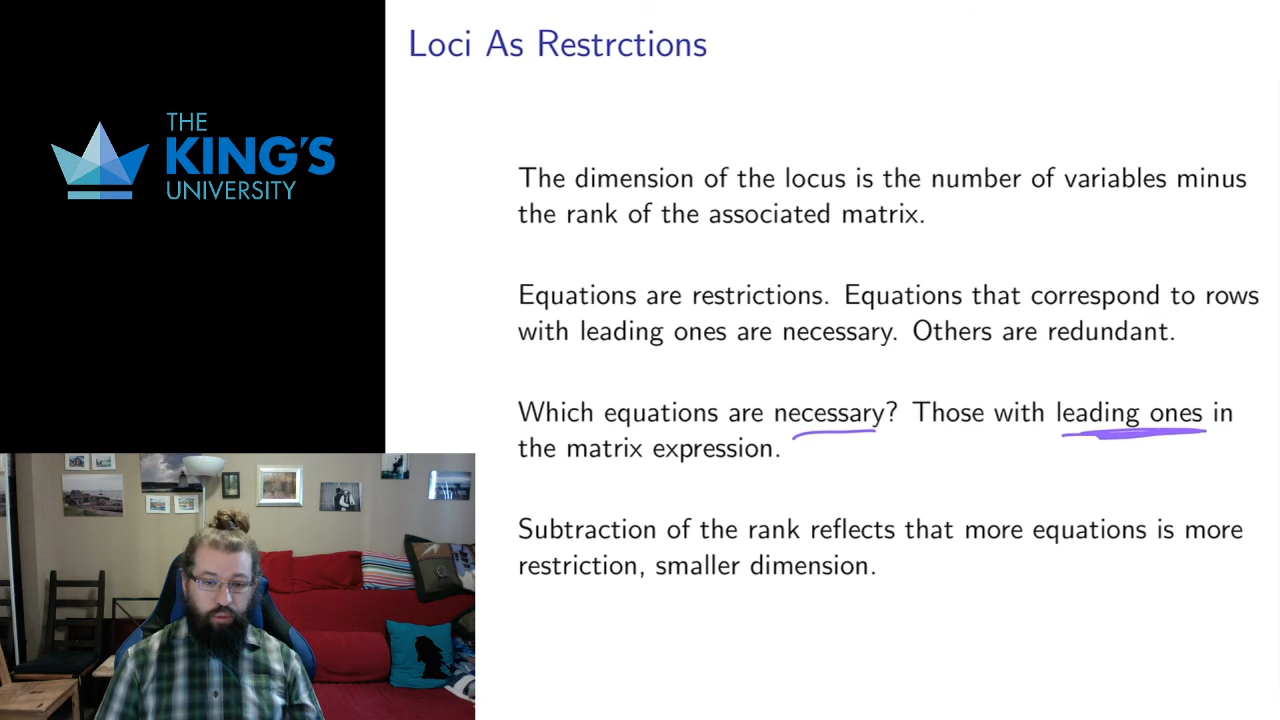 THE
KING'S
UNIVERSITY
Loci As Restrctions
The dimension of the locus is the number of variables minus
the rank of the associated matrix.
Equations are restrictions. Equations that correspond to rows
with leading ones are necessary. Others are redundant.
Which equations are necessary? Those with leading ones in
the matrix expression.
Subtraction of the rank reflects that more equations is more
restriction, smaller dimension.